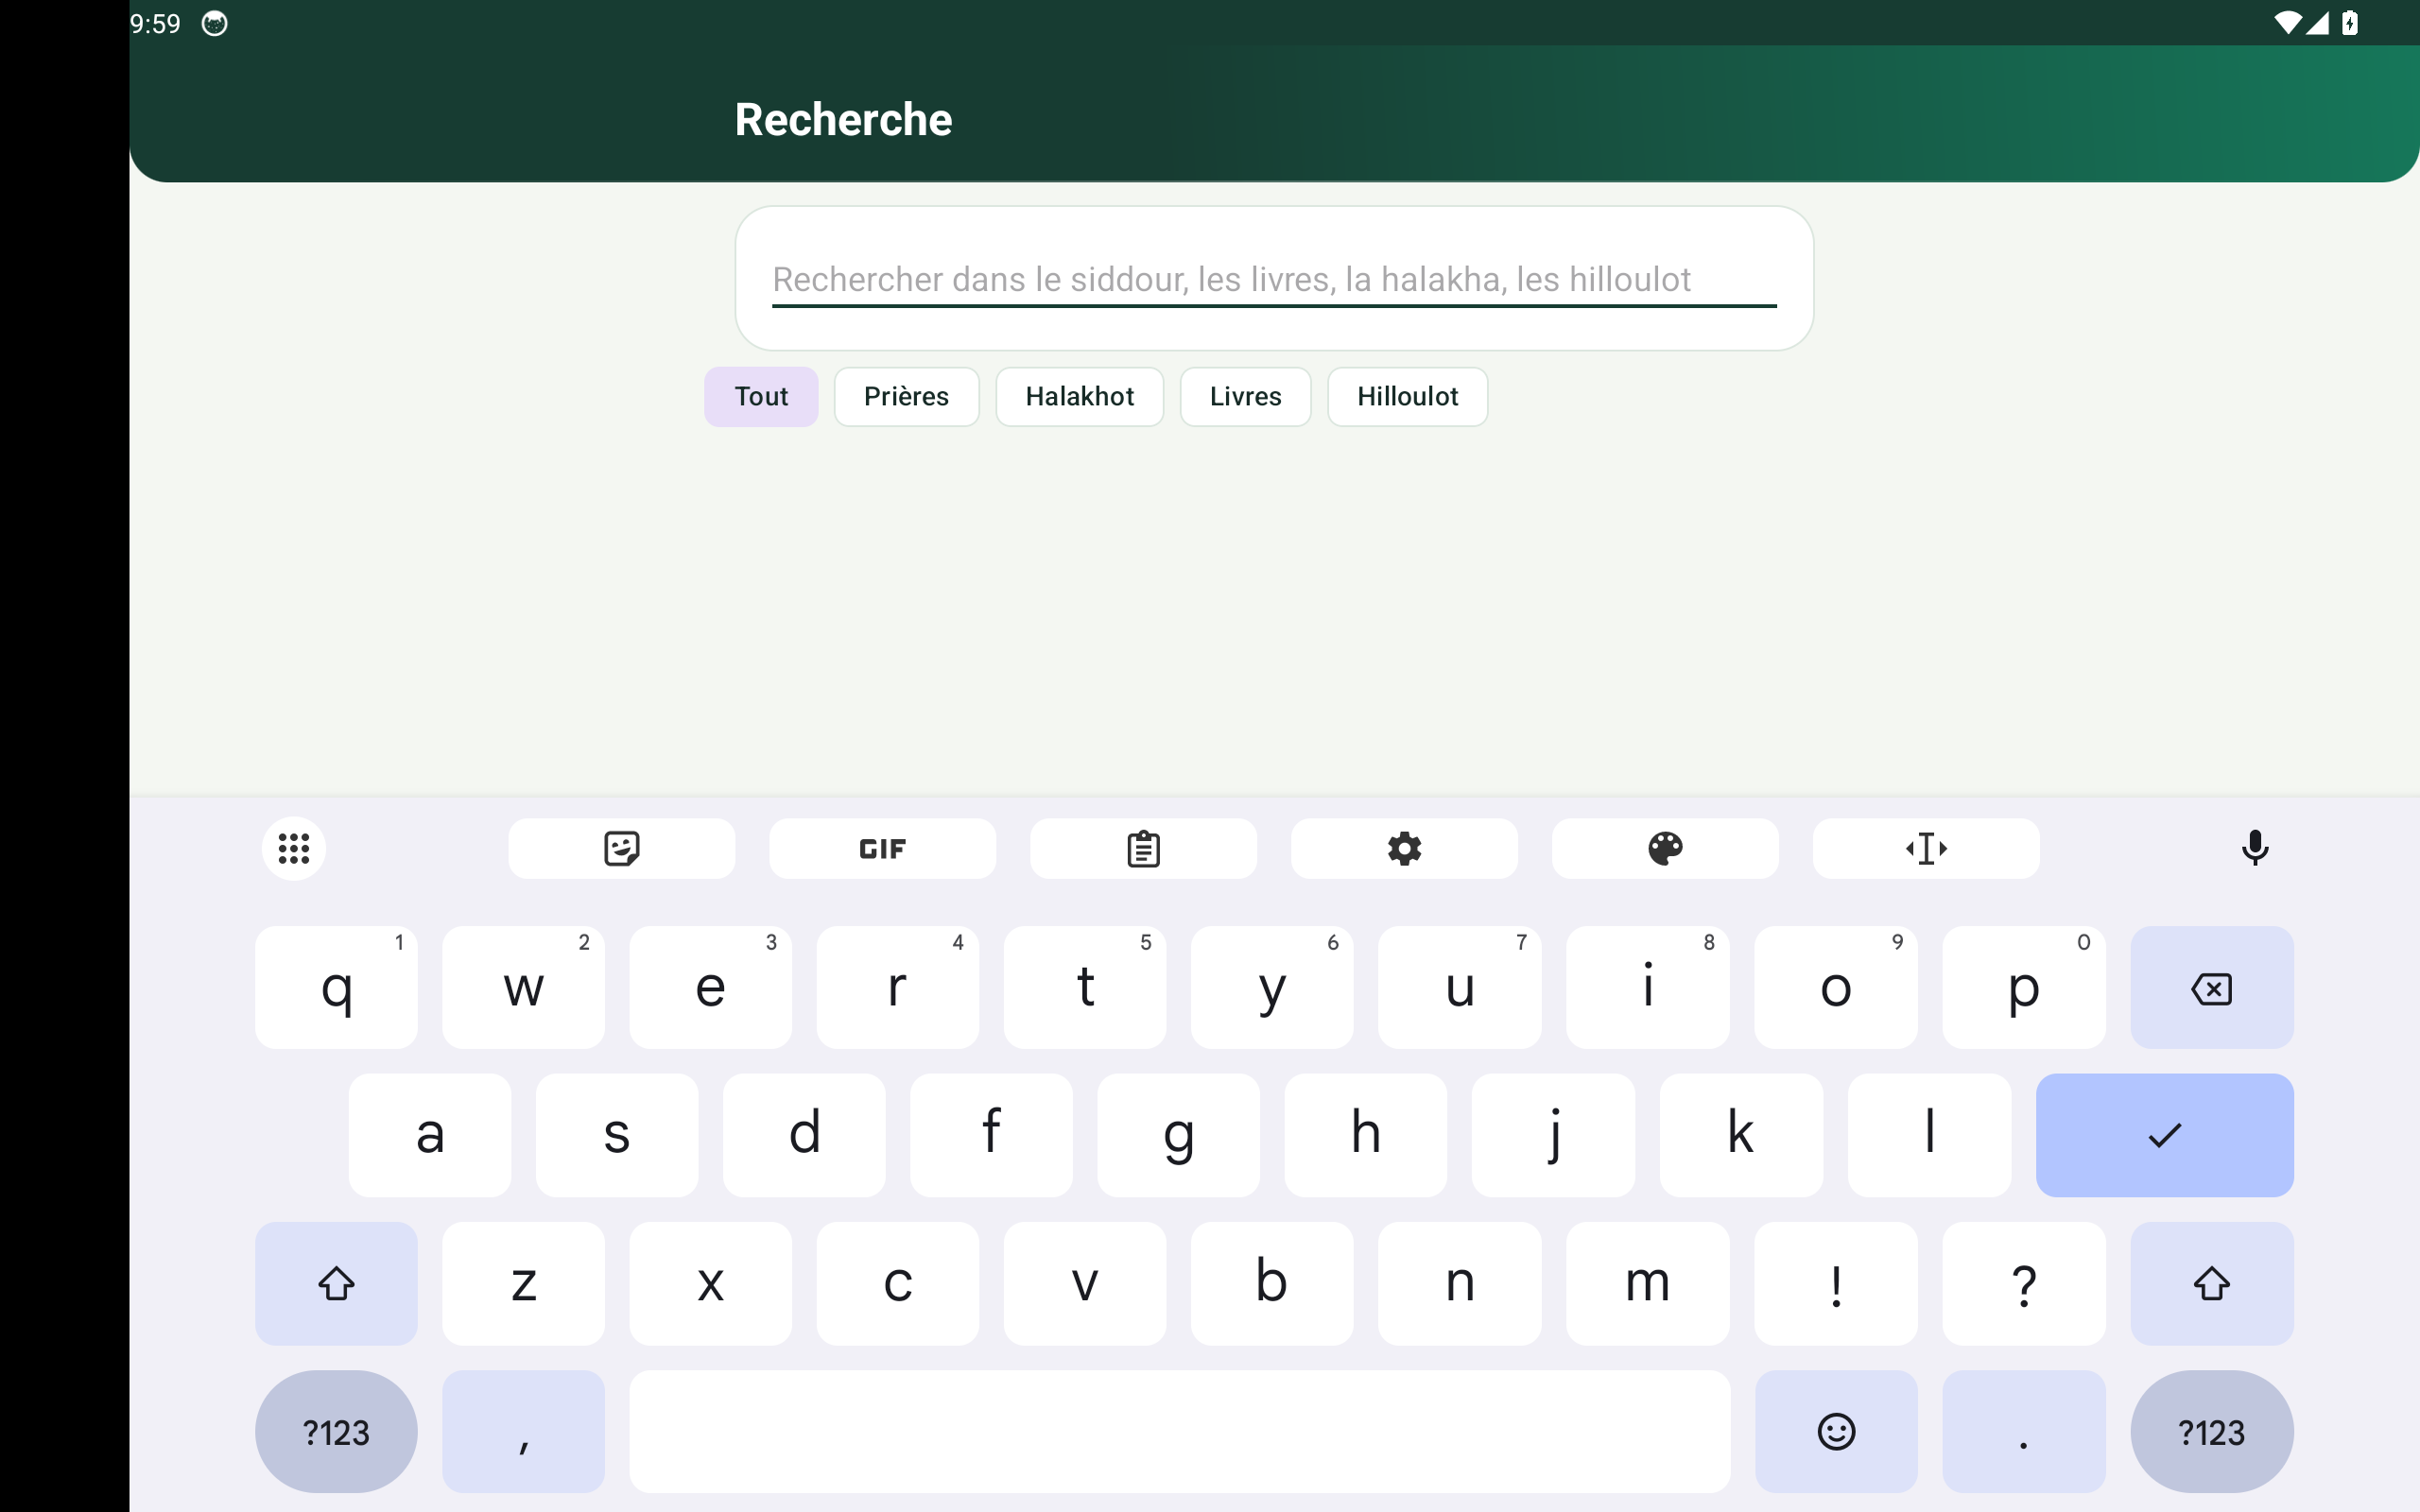 9:59
Recherche
Rechercher dans le siddour, les livres, la halakha, les hilloulot
Tout Prières Halakhot Livres Hilloulot
GIF
q 1 w 2 e 3 r 4 t 5 y 6 u 7 i 8 o 9 p 0
a s d f g h j k l
z x c v b n m ! ?
?123 , . ?123